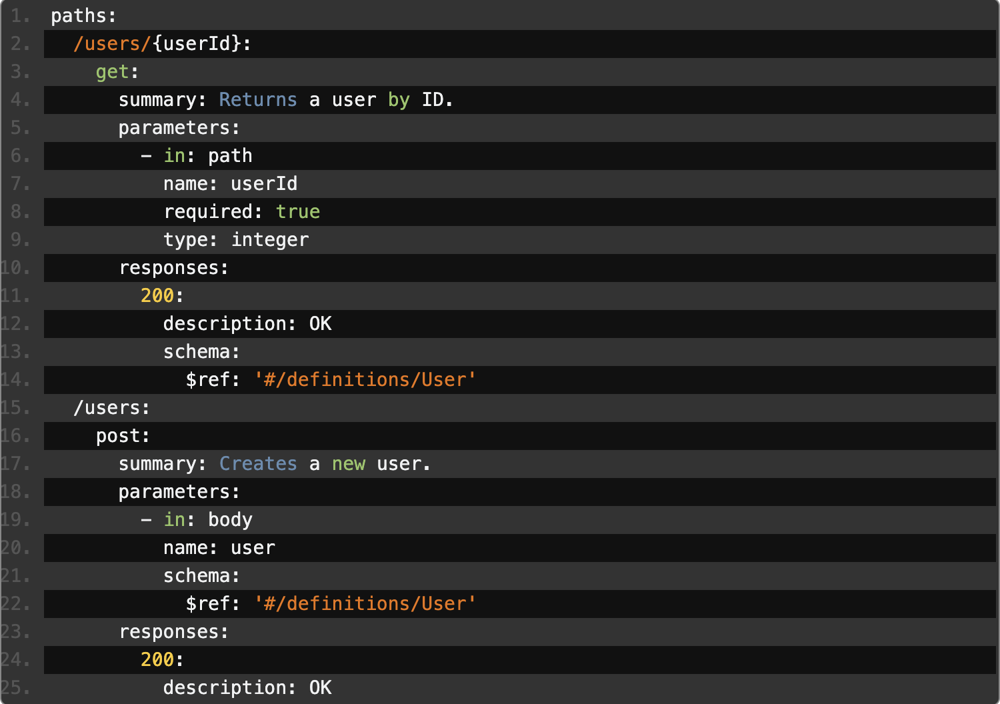 1. paths:
2.   /users/{userId}:
3.     get:
4.       summary: Returns a user by ID.
5.       parameters:
6.         - in: path
7.           name: userId
8.           required: true
9.           type: integer
10.       responses:
11.         200:
12.           description: OK
13.           schema:
14.             $ref: '#/definitions/User'
15.   /users:
16.     post:
17.       summary: Creates a new user.
18.       parameters:
19.         - in: body
20.           name: user
21.           schema:
22.             $ref: '#/definitions/User'
23.       responses:
24.         200:
25.           description: OK